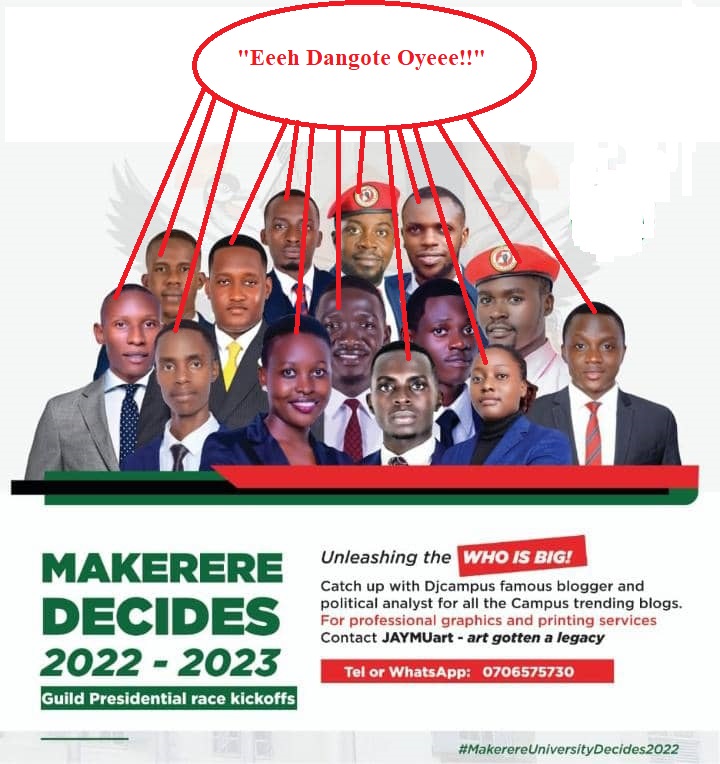 "Eeeh Dangote Oyeee!!"
MAKERERE
DECIDES
2022 - 2023
Guild Presidential race kickoffs
Unleashing the WHO IS BIG!
Catch up with Djcampus famous blogger and
political analyst for all the Campus trending blogs.
For professional graphics and printing services
Contact JAYMUart - art gotten a legacy
Tel or WhatsApp: 0706575730
#MakerereUniversityDecides2022